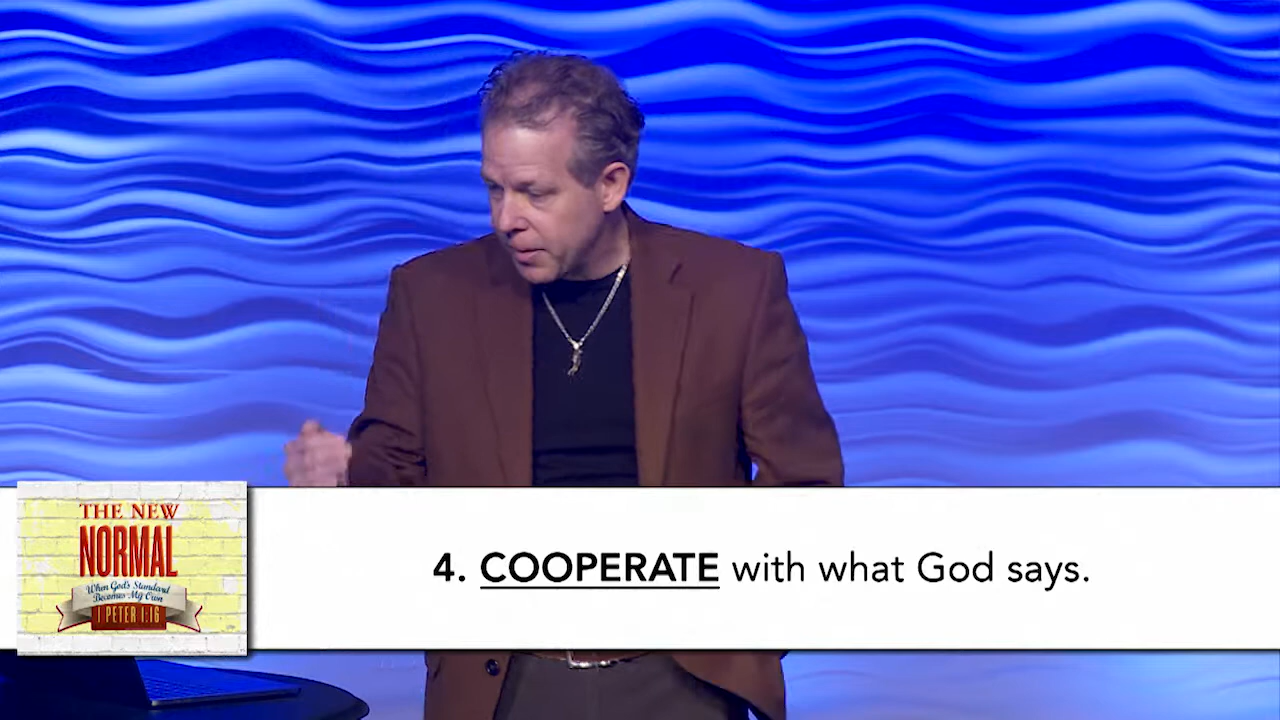 THE NEW
NORMAL
When God's Standard
Becomes My Own
1 PETER 1:16
4. COOPERATE with what God says.